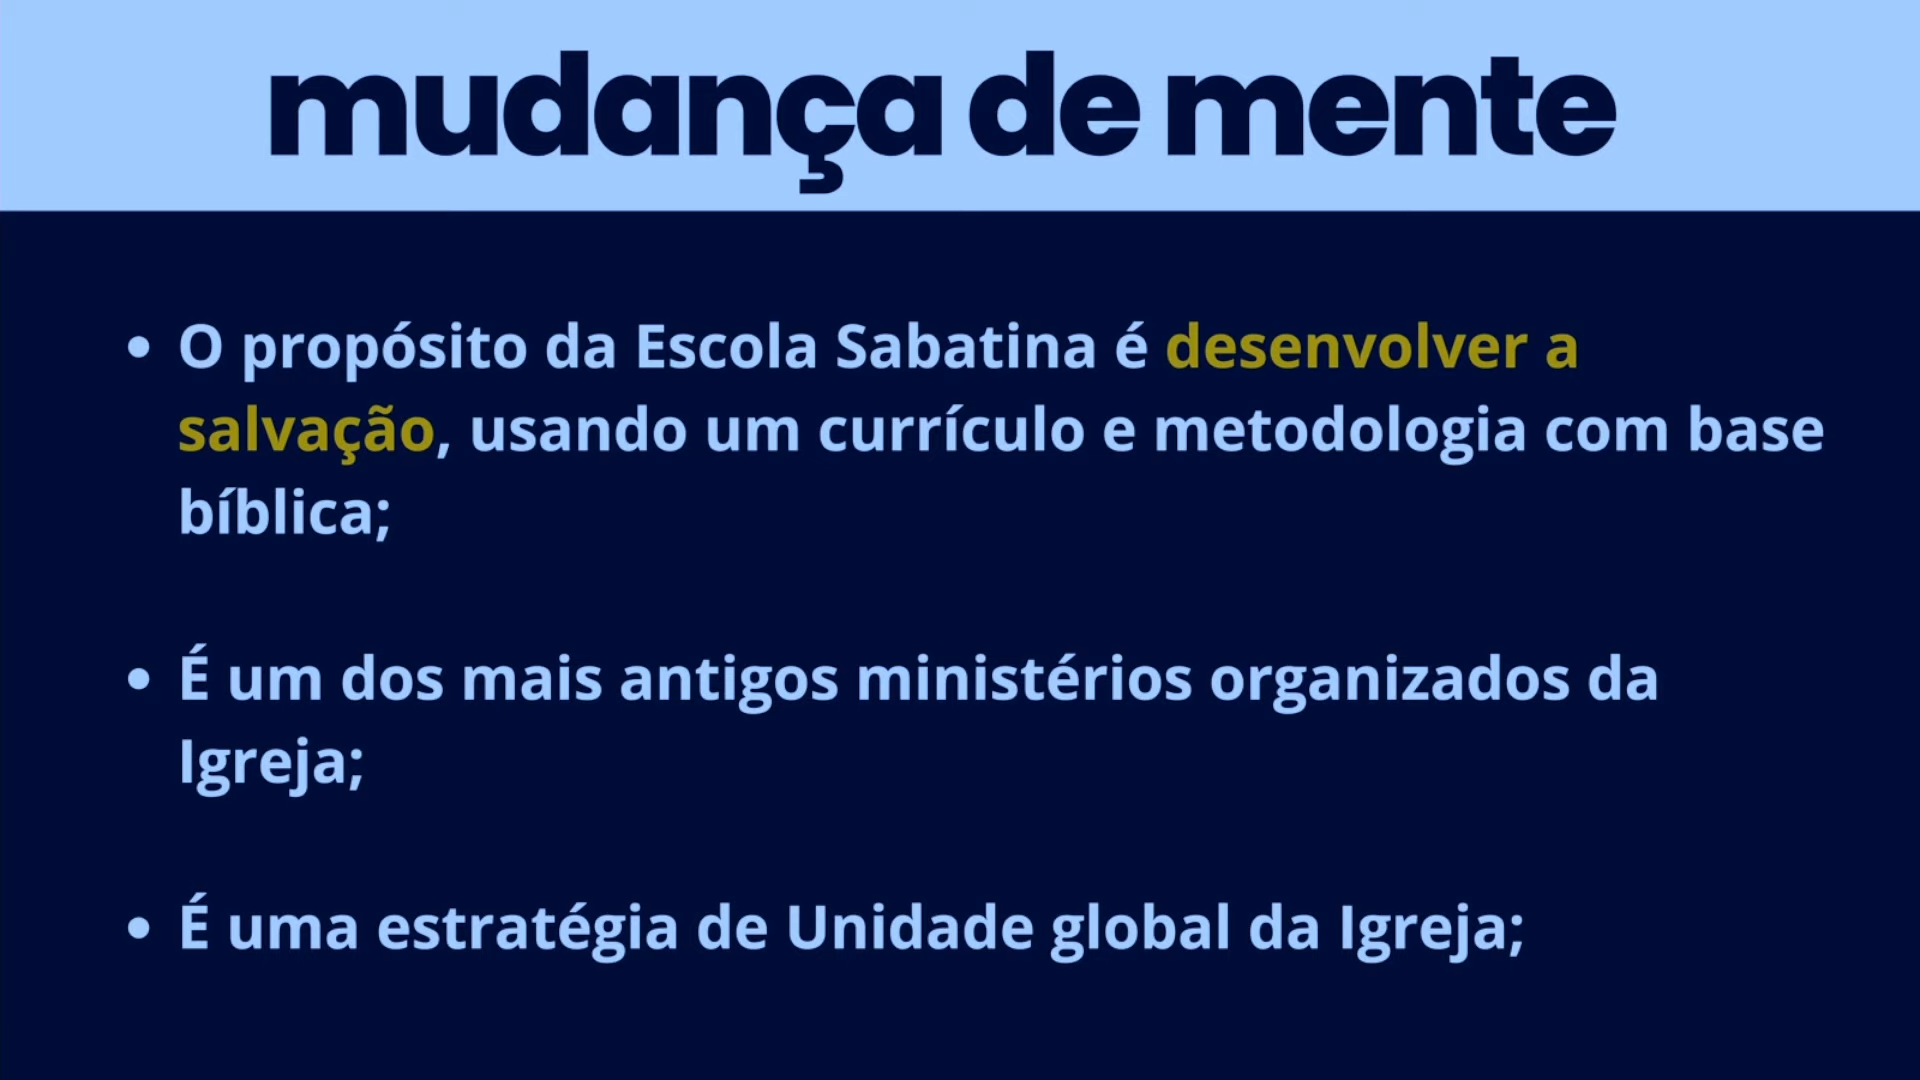 mudança de mente
• O propósito da Escola Sabatina é desenvolver a
salvação, usando um currículo e metodologia com base
bíblica;
• É um dos mais antigos ministérios organizados da
Igreja;
• É uma estratégia de Unidade global da Igreja;